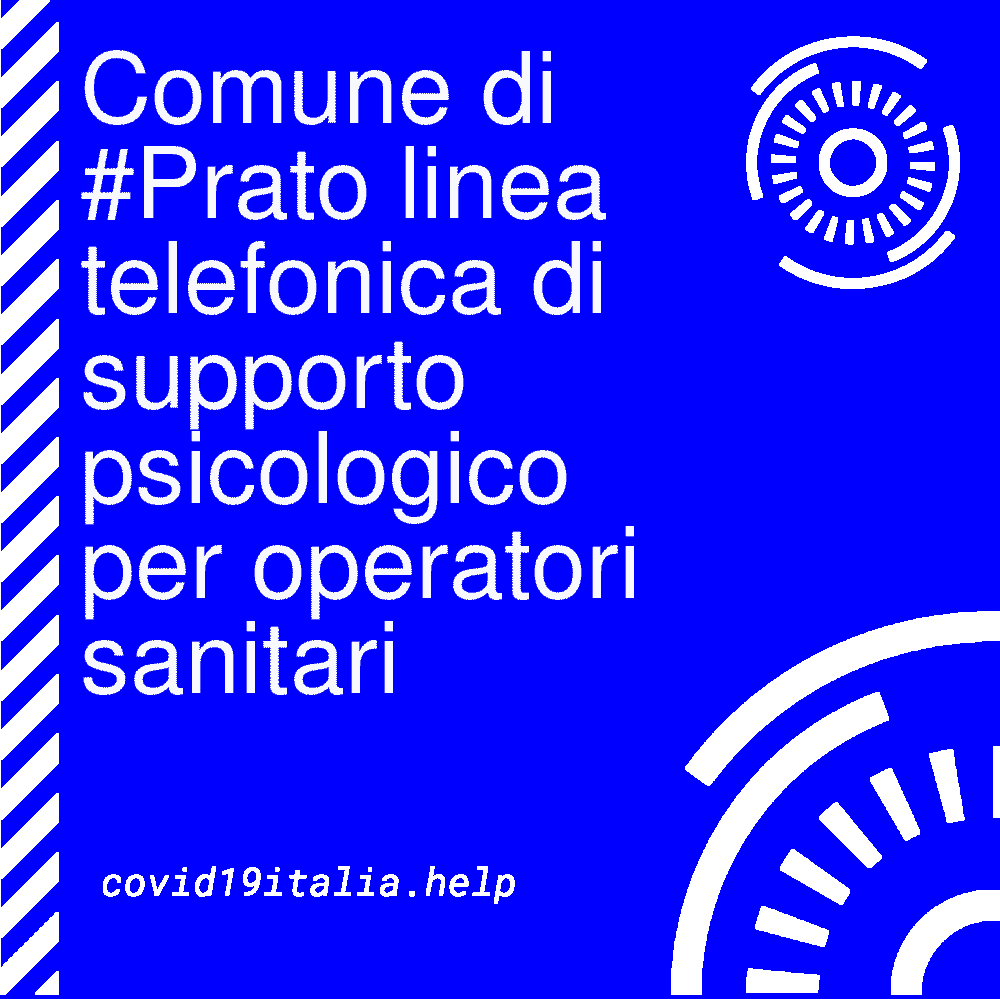 Comune di
#Prato linea
telefonica di
supporto
psicologico
per operatori
sanitari
covid19italia.help